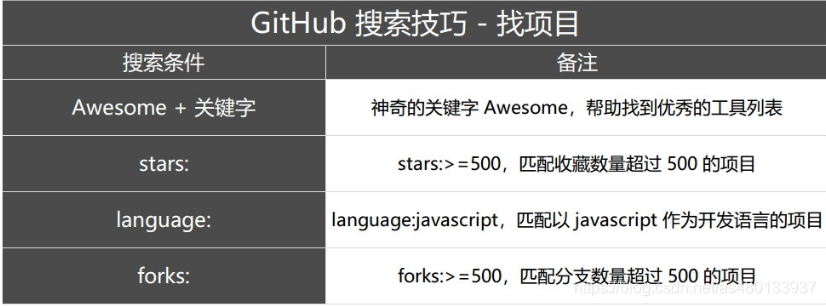 GitHub 搜索技巧 - 找项目
搜索条件
备注
Awesome + 关键字
神奇的关键字 Awesome，帮助找到优秀的工具列表
stars:
stars:>=500，匹配收藏数量超过 500 的项目
language:
language:javascript，匹配以 javascript 作为开发语言的项目
forks:
forks:>=500，匹配分支数量超过 500 的项目
https://blog.csdn.net/as480133937